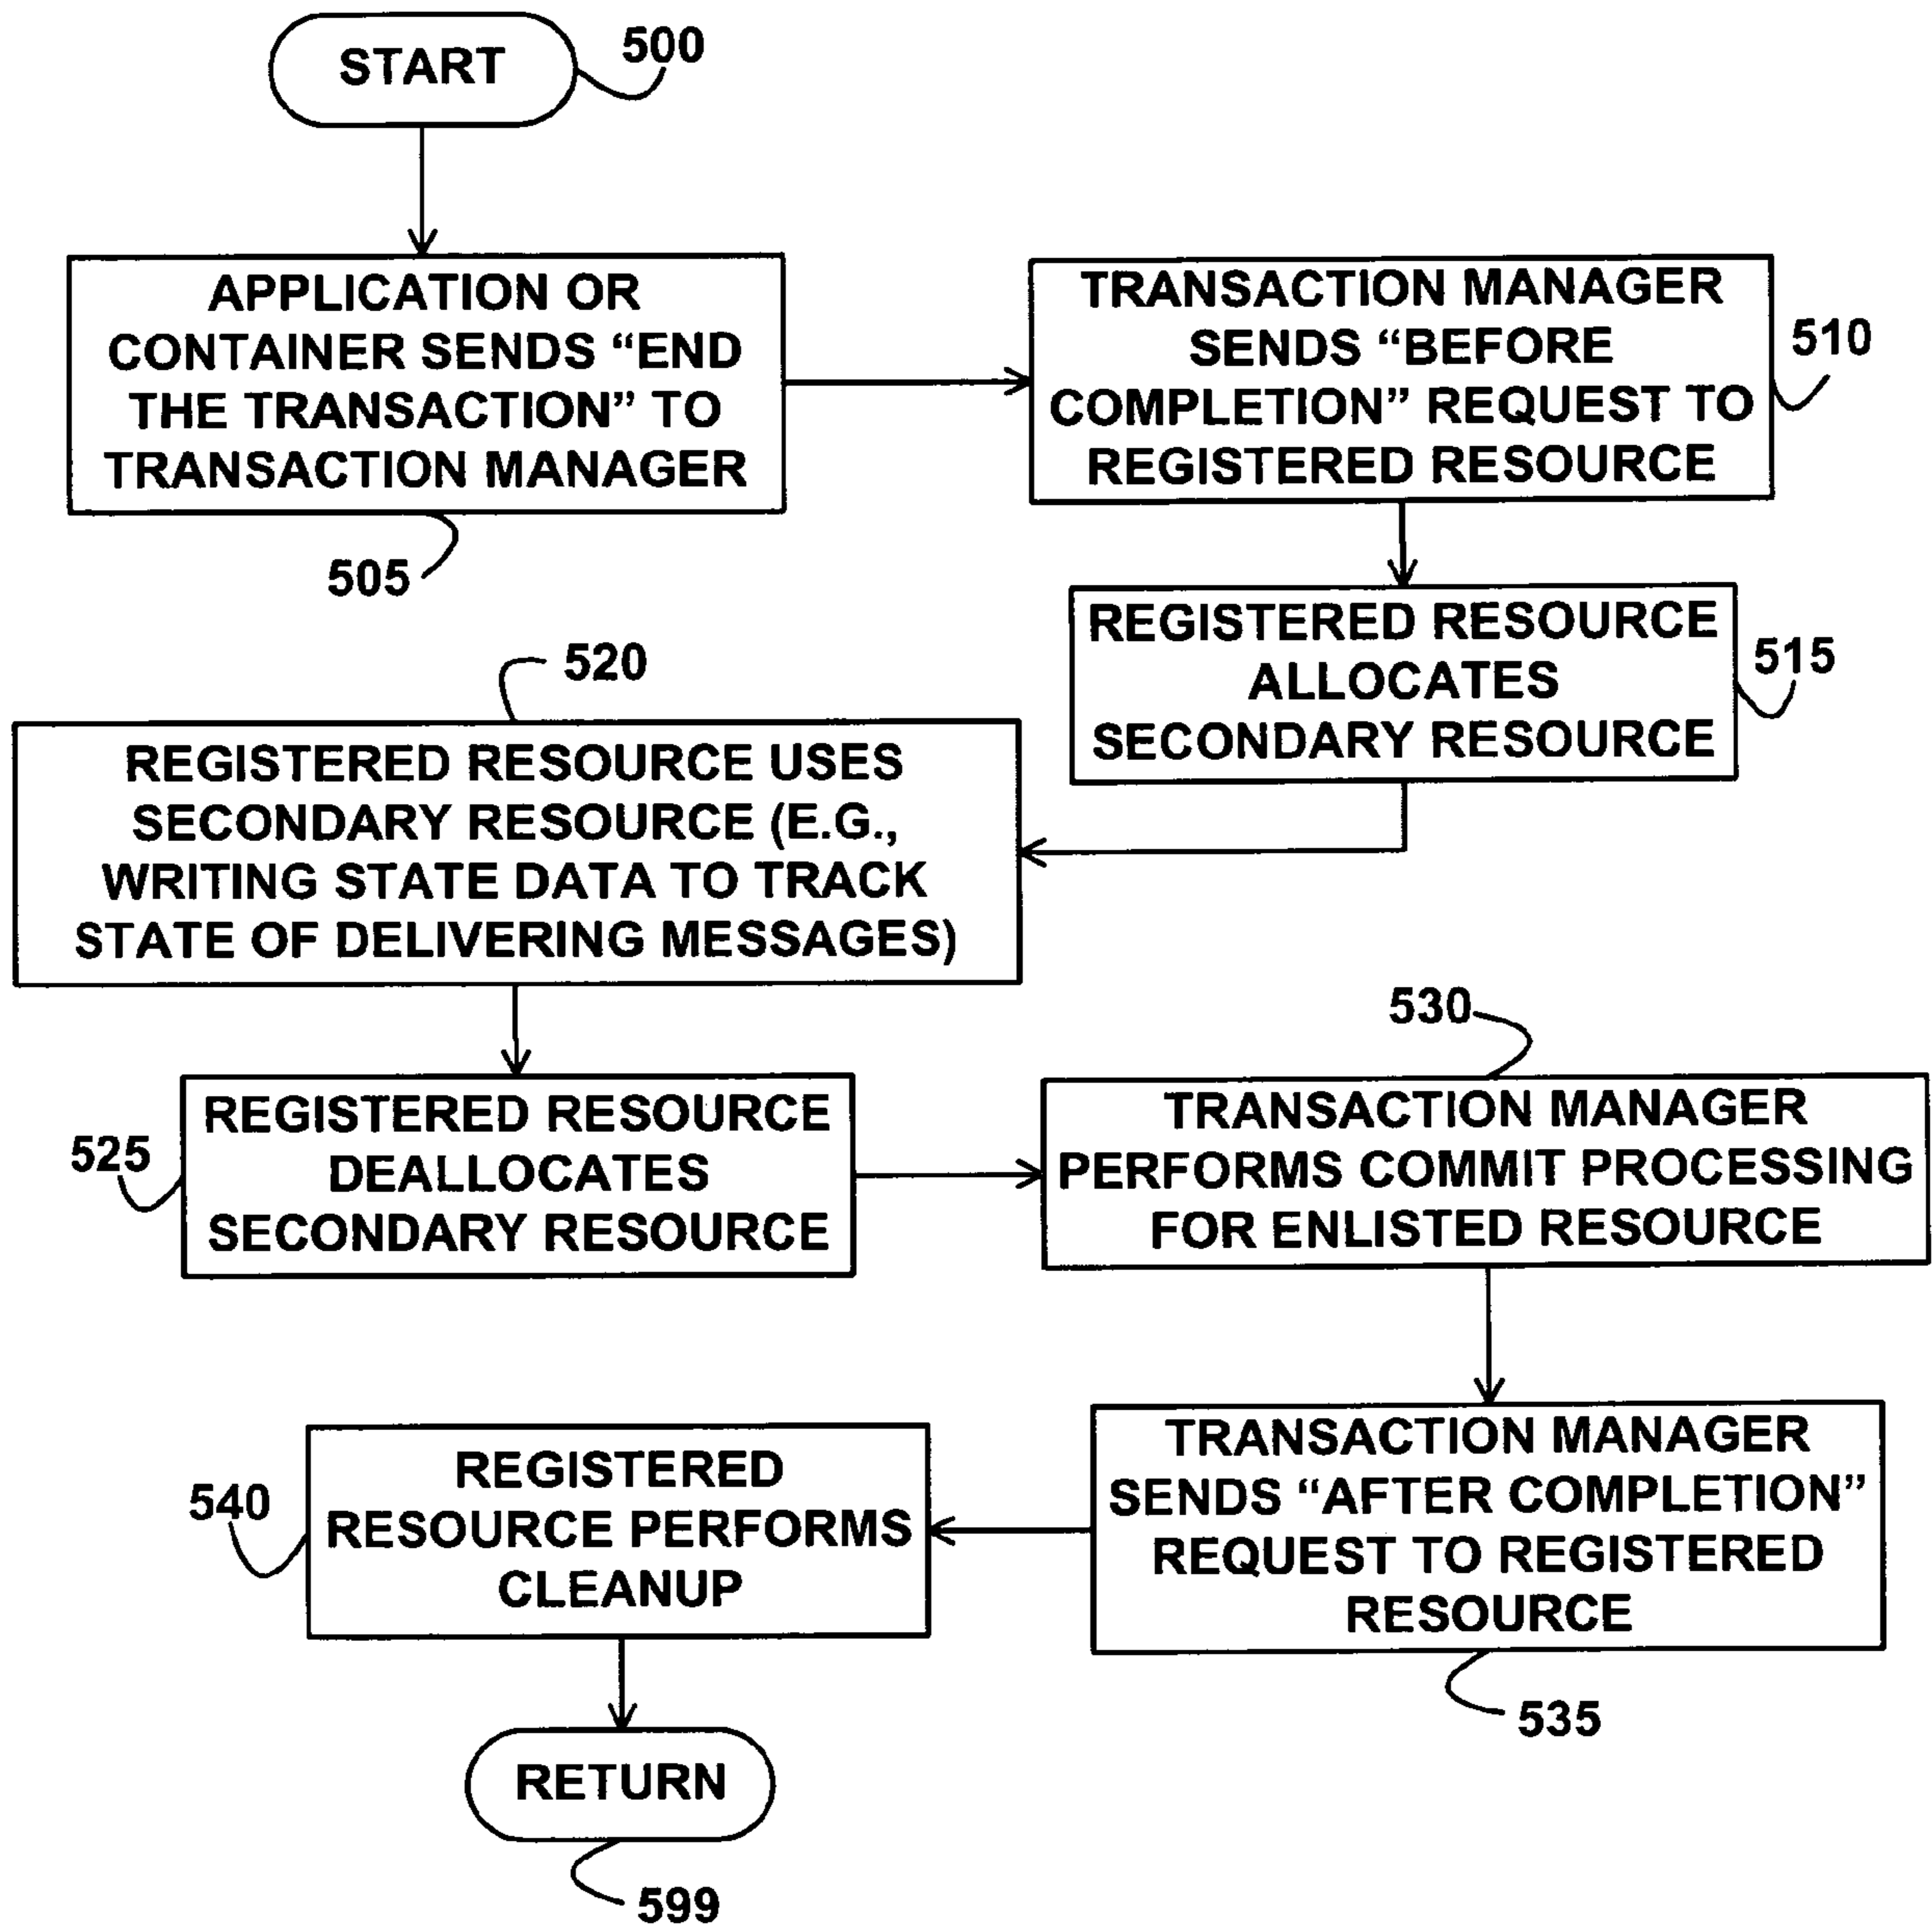 START
500
APPLICATION OR
CONTAINER SENDS “END
THE TRANSACTION” TO
TRANSACTION MANAGER
505
TRANSACTION MANAGER
SENDS “BEFORE
COMPLETION” REQUEST TO
REGISTERED RESOURCE
510
REGISTERED RESOURCE
ALLOCATES
SECONDARY RESOURCE
515
520
REGISTERED RESOURCE USES
SECONDARY RESOURCE (E.G.,
WRITING STATE DATA TO TRACK
STATE OF DELIVERING MESSAGES)
525
REGISTERED RESOURCE
DEALLOCATES
SECONDARY RESOURCE
530
TRANSACTION MANAGER
PERFORMS COMMIT PROCESSING
FOR ENLISTED RESOURCE
TRANSACTION MANAGER
SENDS “AFTER COMPLETION”
REQUEST TO REGISTERED
RESOURCE
535
540
REGISTERED
RESOURCE PERFORMS
CLEANUP
RETURN
599